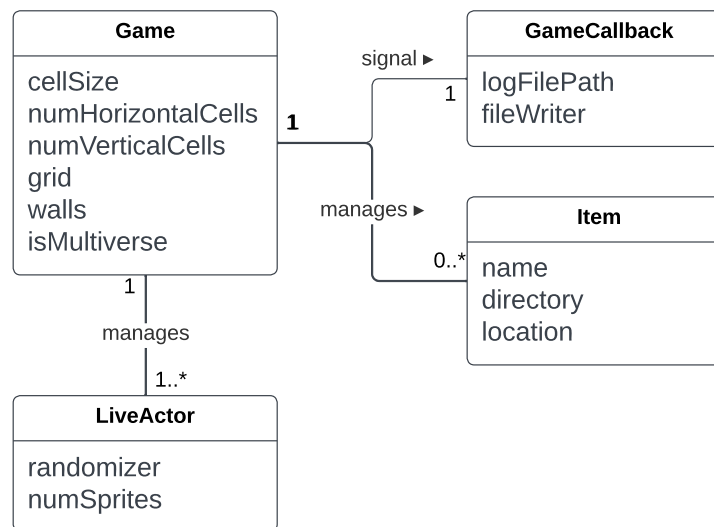 Game
cellSize
numHorizontalCells
numVerticalCells
grid
walls
isMultiverse
1
signal ►
1
GameCallback
logFilePath
fileWriter
manages ►
0..*
Item
name
directory
location
1
manages
1..*
LiveActor
randomizer
numSprites